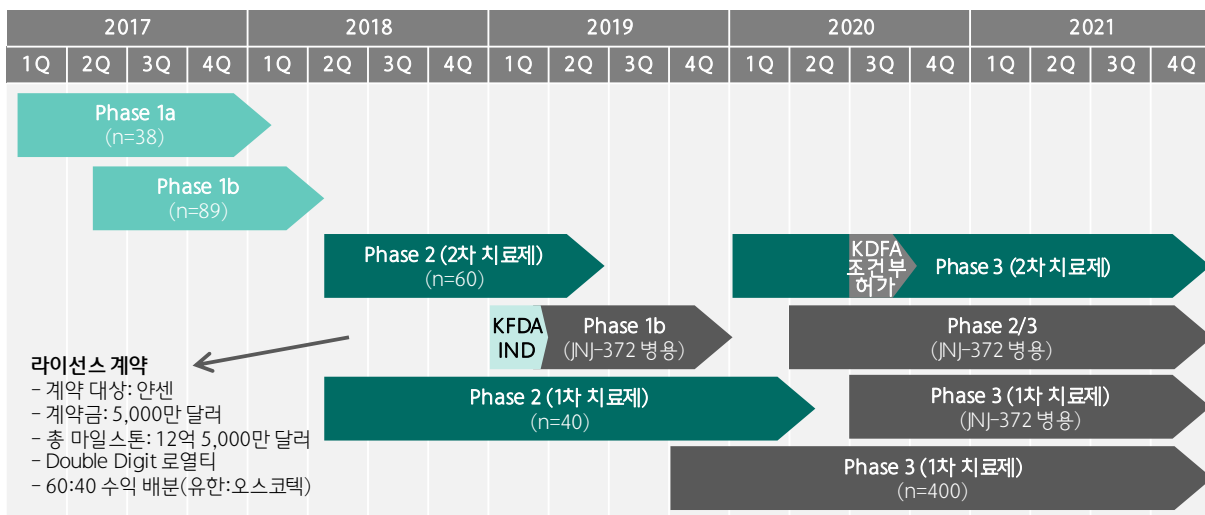 2017 2018 2019 2020 2021
1Q 2Q 3Q 4Q 1Q 2Q 3Q 4Q 1Q 2Q 3Q 4Q 1Q 2Q 3Q 4Q 1Q 2Q 3Q 4Q
Phase 1a
(n=38)
Phase 1b
(n=89)
Phase 2 (2차 치료제)
(n=60)
KDFA
조건부
허가
Phase 3 (2차 치료제)
KFDA
IND
Phase 1b
(JNJ-372 병용)
Phase 2/3
(JNJ-372 병용)
라이선스 계약
- 계약 대상: 얀센
- 계약금: 5,000만 달러
- 총 마일스톤: 12억 5,000만 달러
- Double Digit 로열티
- 60:40 수익 배분(유한:오스코텍)
Phase 2 (1차 치료제)
(n=40)
Phase 3 (1차 치료제)
(JNJ-372 병용)
Phase 3 (1차 치료제)
(n=400)